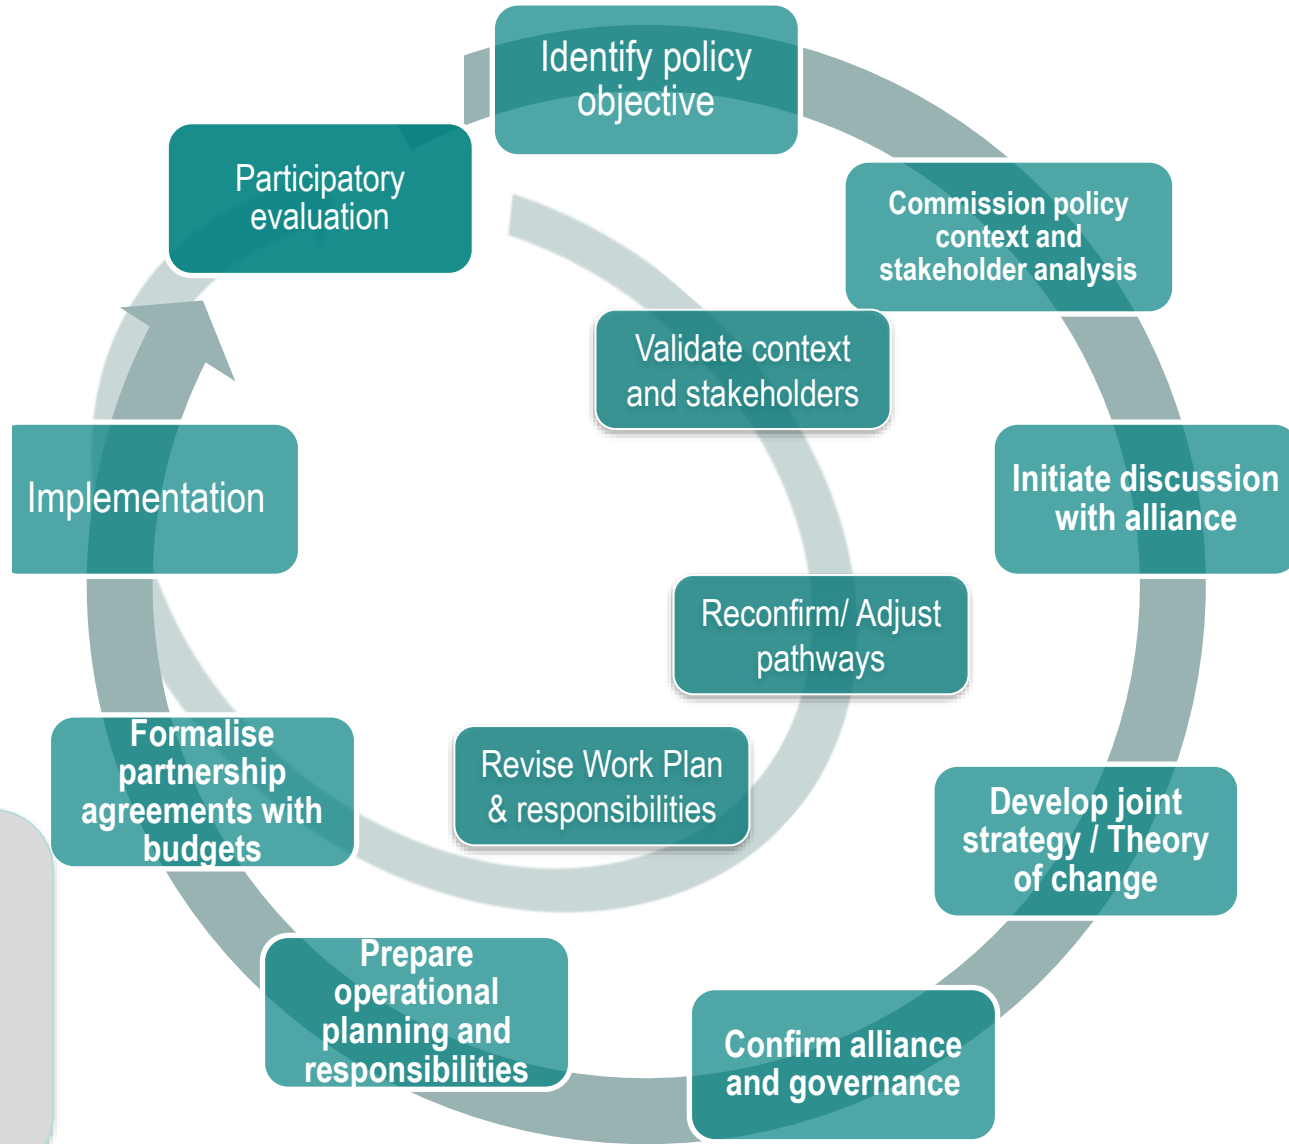 Identify policy
objective
Commission policy
context and
stakeholder analysis
Initiate discussion
with alliance
Develop joint
strategy / Theory
of change
Confirm alliance
and governance
Prepare
operational
planning and
responsibilities
Formalise
partnership
agreements with
budgets
Implementation
Participatory
evaluation
Validate context
and stakeholders
Reconfirm/ Adjust
pathways
Revise Work Plan
& responsibilities